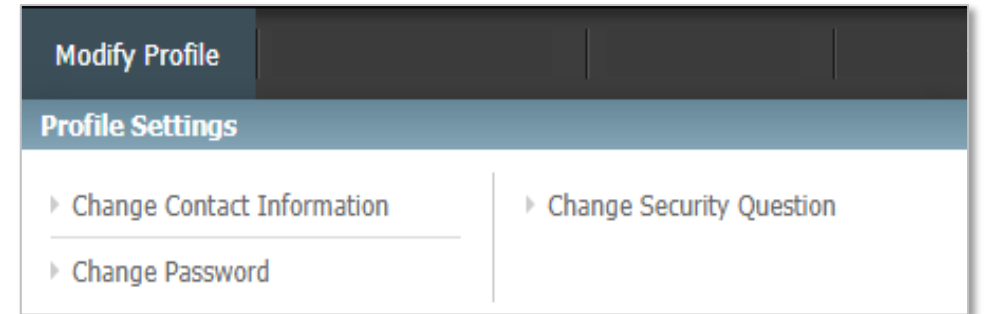 Modify Profile
Profile Settings
Change Contact Information
Change Security Question
Change Password